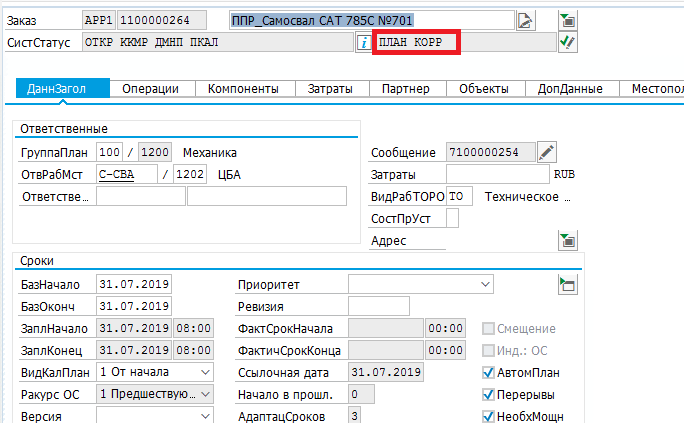 Заказ APP1 1100000264 ППР_Самосвал CAT 785C №701
СистСтатус ОТКР ККМР ДМНП ПКАЛ ПЛАН КОРР
ДаннЗагол Операции Компоненты Затраты Партнер Объекты ДопДанные Местопол
Ответственные
ГруппаПлан 100 / 1200 Механика Сообщение 7100000254
ОтвРабМст С-СВА / 1202 ЦБА Затраты RUB
Ответстве... ВидРабТОРО ТО Техническое ...
СостПрУст
Адрес
Сроки
БазНачало 31.07.2019 Приоритет
БазОконч 31.07.2019 Ревизия
ЗаплНачало 31.07.2019 08:00 ФактСрокНачала 00:00 Смещение
ЗаплКонец 31.07.2019 08:00 ФактичСрокКонца 00:00 Инд.: ОС
ВидКалПлан 1 От начала Ссылочная дата 31.07.2019 АвтомПлан
Ракурс ОС 1 Предшествую... Начало в прошл. 0 Перерывы
Версия АдаптацСроков 3 НеобхМощн